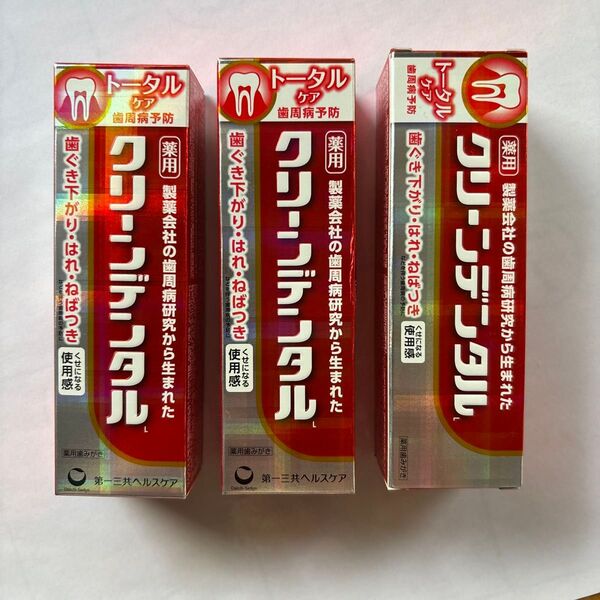 トータル
ケア
歯周病予防
薬用
製薬会社の歯周病研究から生まれた
クリーンデンタル
L
歯ぐき下がり・はれ・ねばつき
くせになる
使用感
薬用歯みがき
Daiichi-Sankyo
第一三共ヘルスケア
トータル
ケア
歯周病予防
薬用
製薬会社の歯周病研究から生まれた
クリーンデンタル
L
歯ぐき下がり・はれ・ねばつき
くせになる
使用感
薬用歯みがき
Daiichi-Sankyo
第一三共ヘルスケア
トータル
ケア
歯周病予防
薬用
製薬会社の歯周病研究から生まれた
クリーンデンタル
L
歯ぐき下がり・はれ・ねばつき
くせになる
使用感
薬用歯みがき